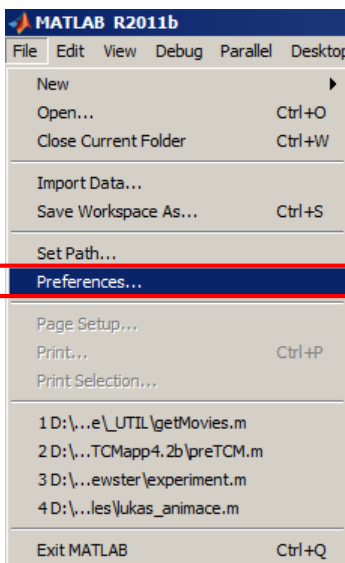 MATLAB R2011b
File Edit View Debug Parallel Desktop
New
Open... Ctrl+O
Close Current Folder Ctrl+W
Import Data...
Save Workspace As... Ctrl+S
Set Path...
Preferences...
Page Setup...
Print... Ctrl+P
Print Selection...
1 D:\...e\_UTIL\getMovies.m
2 D:\...TCMapp4.2b\preTCM.m
3 D:\...ewster\experiment.m
4 D:\...les\lukas_animace.m
Exit MATLAB Ctrl+Q